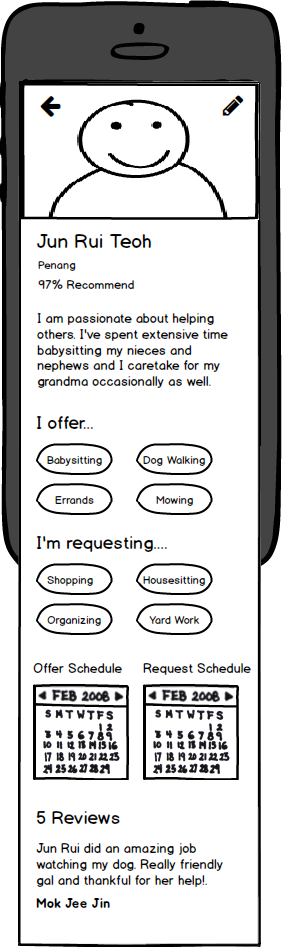 Jun Rui Teoh
Penang
97% Recommend
I am passionate about helping
others. I've spent extensive time
babysitting my nieces and
nephews and I caretake for my
grandma occasionally as well.
I offer...
Babysitting Dog Walking
Errands Mowing
I'm requesting....
Shopping Housesitting
Organizing Yard Work
Offer Schedule Request Schedule
FEB 2008 FEB 2008
S M T W T F S S M T W T F S
1 2 1 2
3 4 5 6 7 8 9 3 4 5 6 7 8 9
10 11 12 13 14 15 16 10 11 12 13 14 15 16
17 18 19 20 21 22 23 17 18 19 20 21 22 23
24 25 26 27 28 29 24 25 26 27 28 29
5 Reviews
Jun Rui did an amazing job
watching my dog. Really friendly
gal and thankful for her help!.
Mok Jee Jin